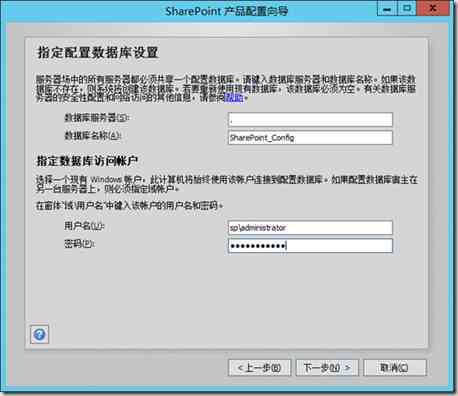 SharePoint 产品配置向导
指定配置数据库设置
服务器场中的所有服务器都必须共享一个配置数据库。请键入数据库服务器和数据库名称。如果该数
据库不存在，则系统将创建该数据库。若要重新使用现有数据库，该数据库必须为空。有关数据库服
务器的安全性配置和网络访问的其他信息，请参阅帮助。
数据库服务器(S):
.
数据库名称(A):
SharePoint_Config
指定数据库访问帐户
选择一个现有 Windows 帐户，此计算机将始终使用该帐户连接到配置数据库。如果配置数据库宿主在
另一台服务器上，则必须指定域帐户。
在窗体“域\用户名”中键入该帐户的用户名和密码。
用户名(U):
sp\administrator
密码(P):
●●●●●●●●●●●
?
< 上一步(B)
下一步(N) >
取消(C)